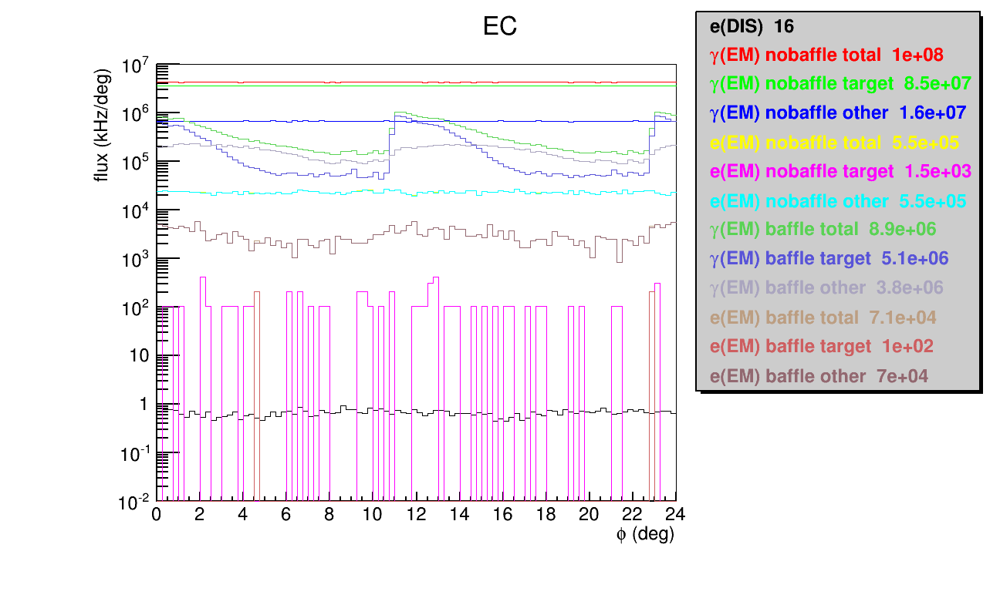 EC
flux (kHz/deg)
10^7
10^6
10^5
10^4
10^3
10^2
10
1
10^-1
10^-2
0 2 4 6 8 10 12 14 16 18 20 22 24
ϕ (deg)
e(DIS) 16
γ(EM) nobaffle total 1e+08
γ(EM) nobaffle target 8.5e+07
γ(EM) nobaffle other 1.6e+07
e(EM) nobaffle total 5.5e+05
e(EM) nobaffle target 1.5e+03
e(EM) nobaffle other 5.5e+05
γ(EM) baffle total 8.9e+06
γ(EM) baffle target 5.1e+06
γ(EM) baffle other 3.8e+06
e(EM) baffle total 7.1e+04
e(EM) baffle target 1e+02
e(EM) baffle other 7e+04